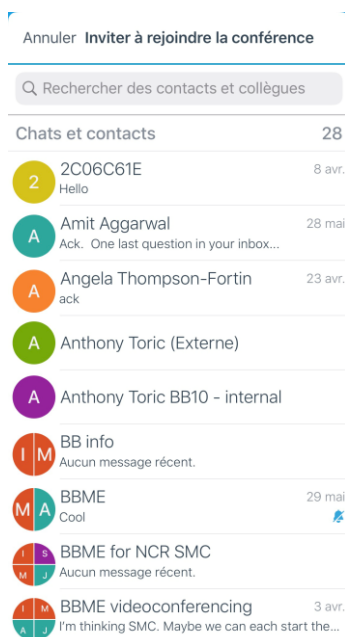 Annuler Inviter à rejoindre la conférence
Rechercher des contacts et collègues
Chats et contacts 28
2 2C06C61E 8 avr.
Hello
A Amit Aggarwal 28 mai
Ack. One last question in your inbox...
A Angela Thompson-Fortin 23 avr.
ack
A Anthony Toric (Externe)
A Anthony Toric BB10 - internal
I M BB info
Aucun message récent.
M A BBME 29 mai
Cool
I S BBME for NCR SMC
M J Aucun message récent.
I M BBME videoconferencing 3 avr.
A J I'm thinking SMC. Maybe we can each start the...